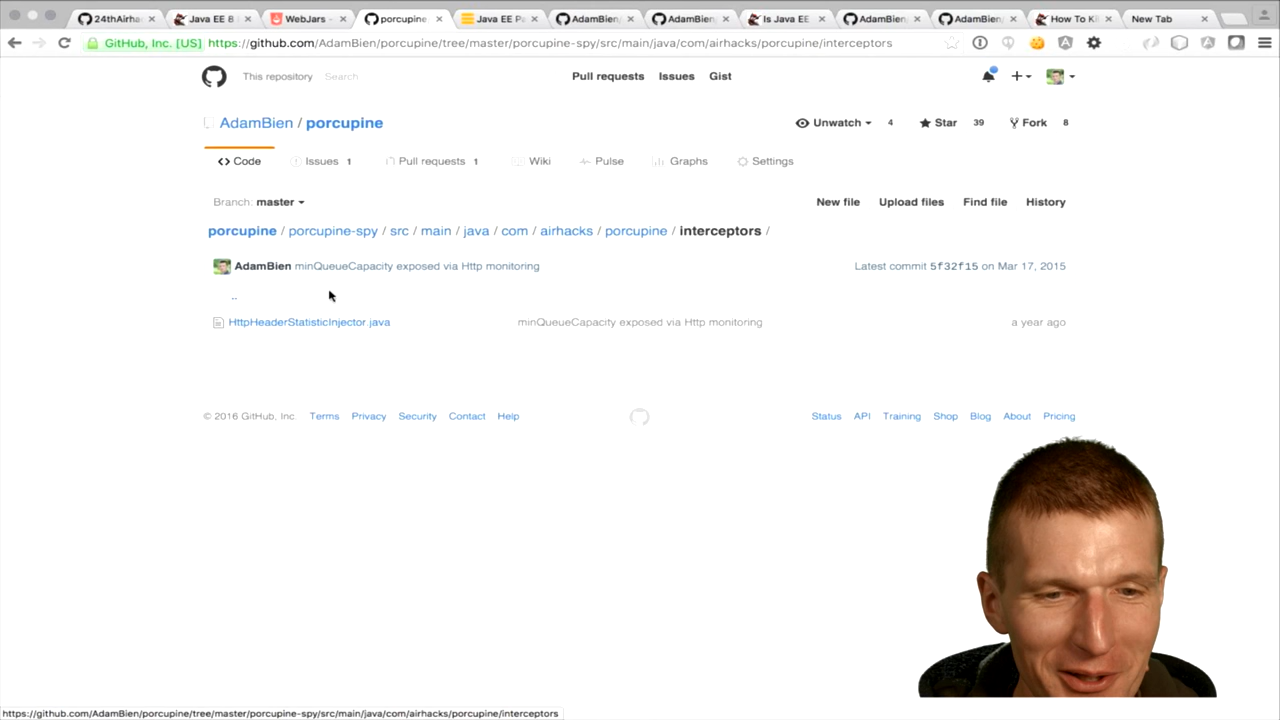 24thAirha
Java EE 8
WebJars -
porcupine
Java EE Pa
AdamBien
AdamBien
Is Java EE
AdamBien
AdamBien
How To Ki
New Tab
GitHub, Inc. [US] https://github.com/AdamBien/porcupine/tree/master/porcupine-spy/src/main/java/com/airhacks/porcupine/interceptors
This repository Search Pull requests Issues Gist
AdamBien / porcupine Unwatch 4 Star 39 Fork 8
Code Issues 1 Pull requests 1 Wiki Pulse Graphs Settings
Branch: master New file Upload files Find file History
porcupine / porcupine-spy / src / main / java / com / airhacks / porcupine / interceptors /
AdamBien minQueueCapacity exposed via Http monitoring Latest commit 5f32f15 on Mar 17, 2015
..
HttpHeaderStatisticInjector.java minQueueCapacity exposed via Http monitoring a year ago
© 2016 GitHub, Inc Terms Privacy Security Contact Help Status API Training Shop Blog About Pricing
https://github.com/AdamBien/porcupine/tree/master/porcupine-spy/src/main/java/com/airhacks/porcupine/interceptors